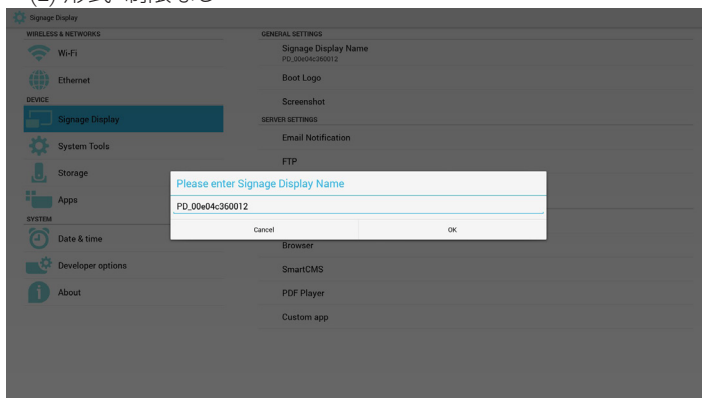 Signage Display
WIRELESS & NETWORKS
Wi-Fi
Ethernet
DEVICE
Signage Display
System Tools
Storage
Apps
SYSTEM
Date & time
Developer options
About
GENERAL SETTINGS
Signage Display Name
PD_00e04c360012
Boot Logo
Screenshot
SERVER SETTINGS
Email Notification
FTP
Please enter Signage Display Name
PD_00e04c360012
Cancel
OK
Browser
SmartCMS
PDF Player
Custom app